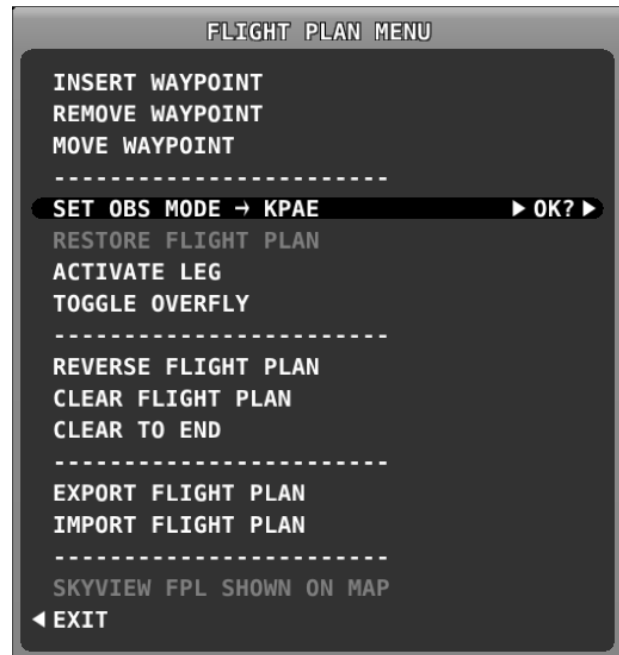 FLIGHT PLAN MENU
INSERT WAYPOINT
REMOVE WAYPOINT
MOVE WAYPOINT
-------------------------
SET OBS MODE → KPAE ▶ OK? ▶
RESTORE FLIGHT PLAN
ACTIVATE LEG
TOGGLE OVERFLY
-------------------------
REVERSE FLIGHT PLAN
CLEAR FLIGHT PLAN
CLEAR TO END
-------------------------
EXPORT FLIGHT PLAN
IMPORT FLIGHT PLAN
-------------------------
SKYVIEW FPL SHOWN ON MAP
◀ EXIT